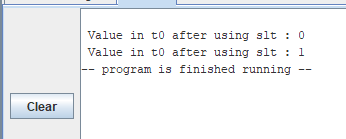 Value in t0 after using slt : 0
Value in t0 after using slt : 1
-- program is finished running --
Clear